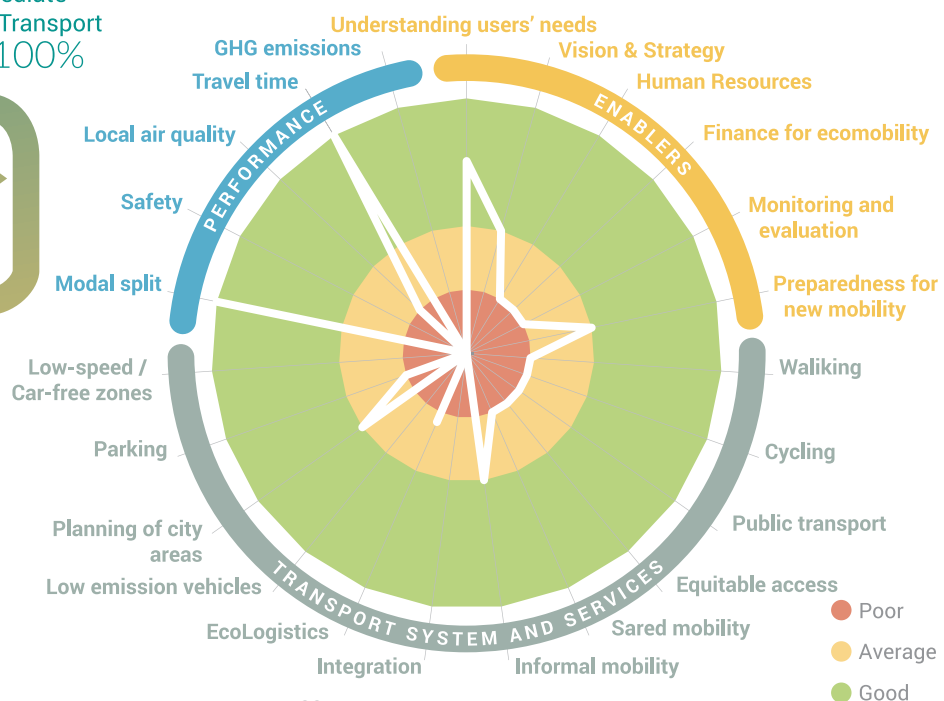 Transport
100%
Understanding users’ needs
Vision & Strategy
Human Resources
Finance for ecomobility
Monitoring and
evaluation
Preparedness for
new mobility
ENABLERS
GHG emissions
Travel time
Local air quality
Safety
Modal split
PERFORMANCE
Waliking
Cycling
Public transport
Equitable access
Sared mobility
Informal mobility
Integration
EcoLogistics
Low emission vehicles
Planning of city
areas
Parking
Low-speed /
Car-free zones
TRANSPORT SYSTEM AND SERVICES
Poor
Average
Good